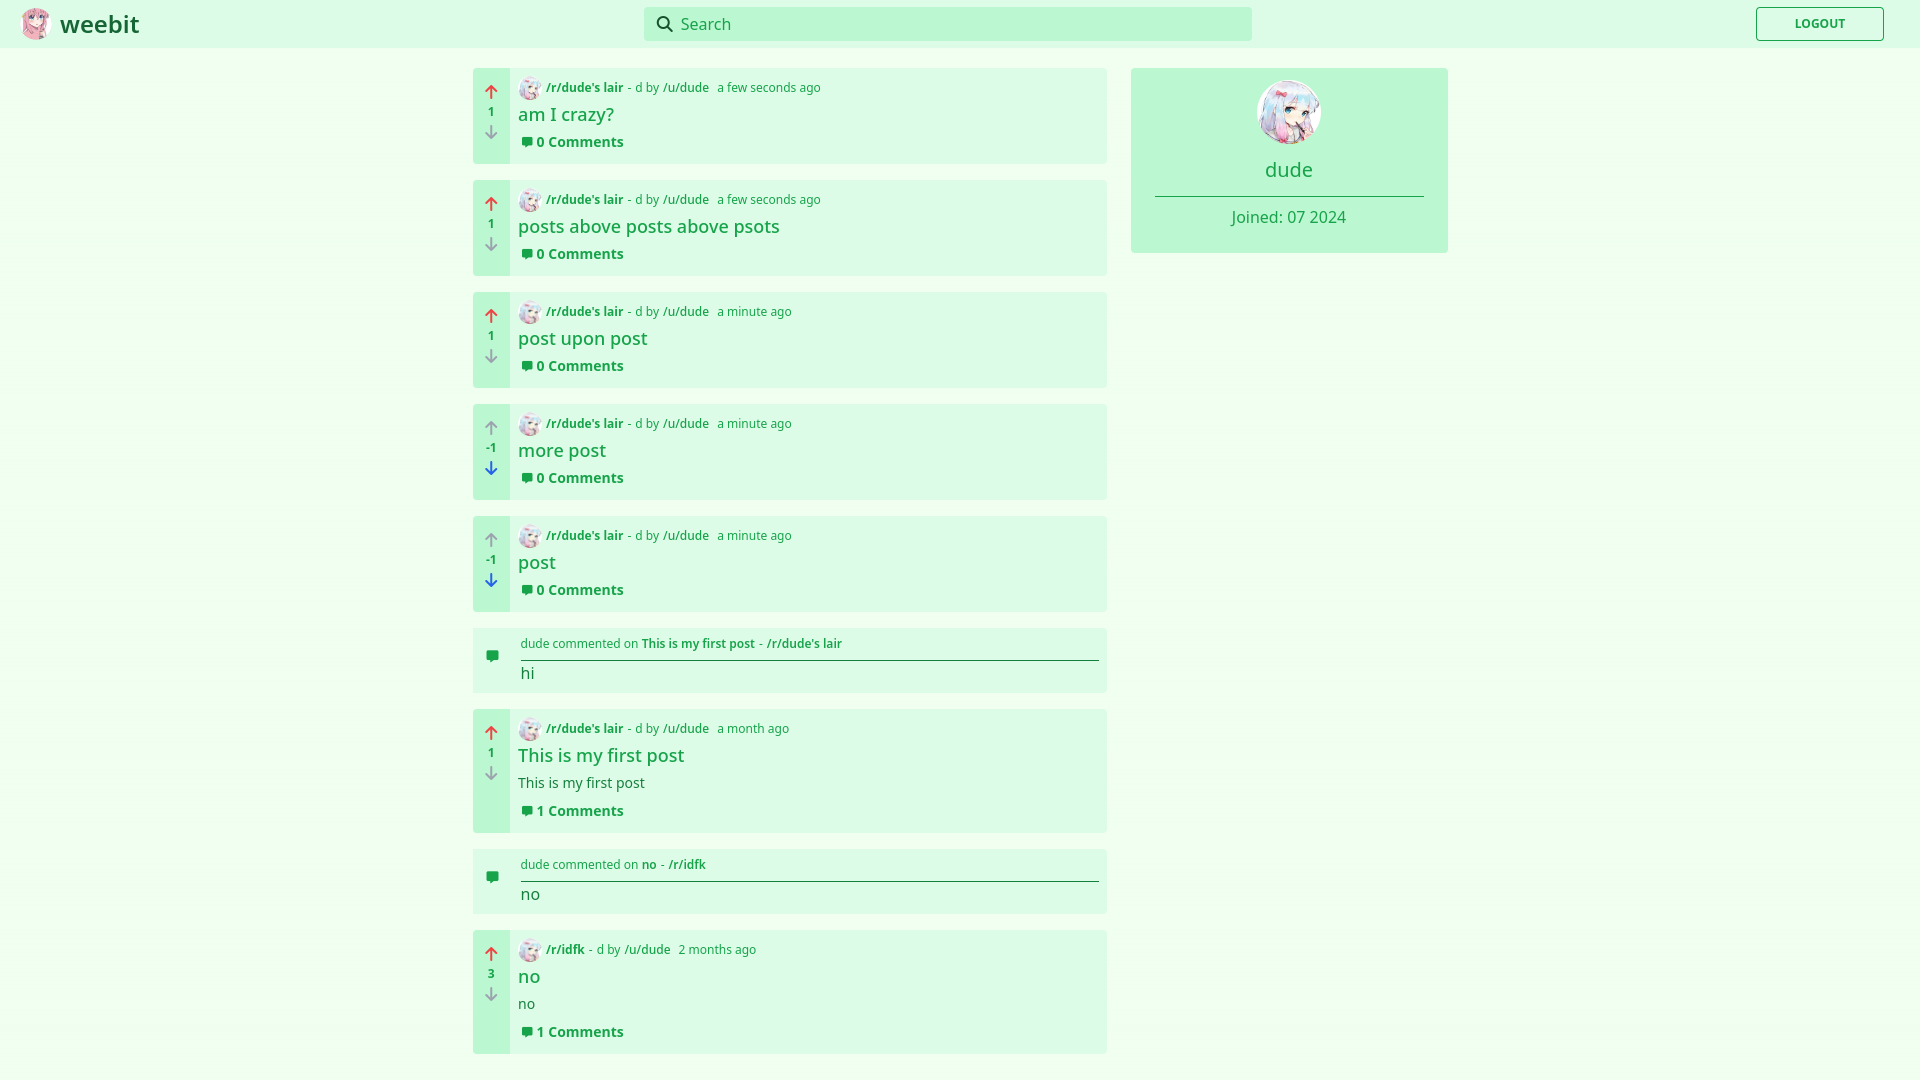 weebit
Search
LOGOUT
/r/dude's lair - d by /u/dude a few seconds ago
1
am I crazy?
0 Comments
/r/dude's lair - d by /u/dude a few seconds ago
1
posts above posts above psots
0 Comments
/r/dude's lair - d by /u/dude a minute ago
1
post upon post
0 Comments
/r/dude's lair - d by /u/dude a minute ago
-1
more post
0 Comments
/r/dude's lair - d by /u/dude a minute ago
-1
post
0 Comments
dude commented on This is my first post - /r/dude's lair
hi
/r/dude's lair - d by /u/dude a month ago
1
This is my first post
This is my first post
1 Comments
dude commented on no - /r/idfk
no
/r/idfk - d by /u/dude 2 months ago
3
no
no
1 Comments
dude
Joined: 07 2024